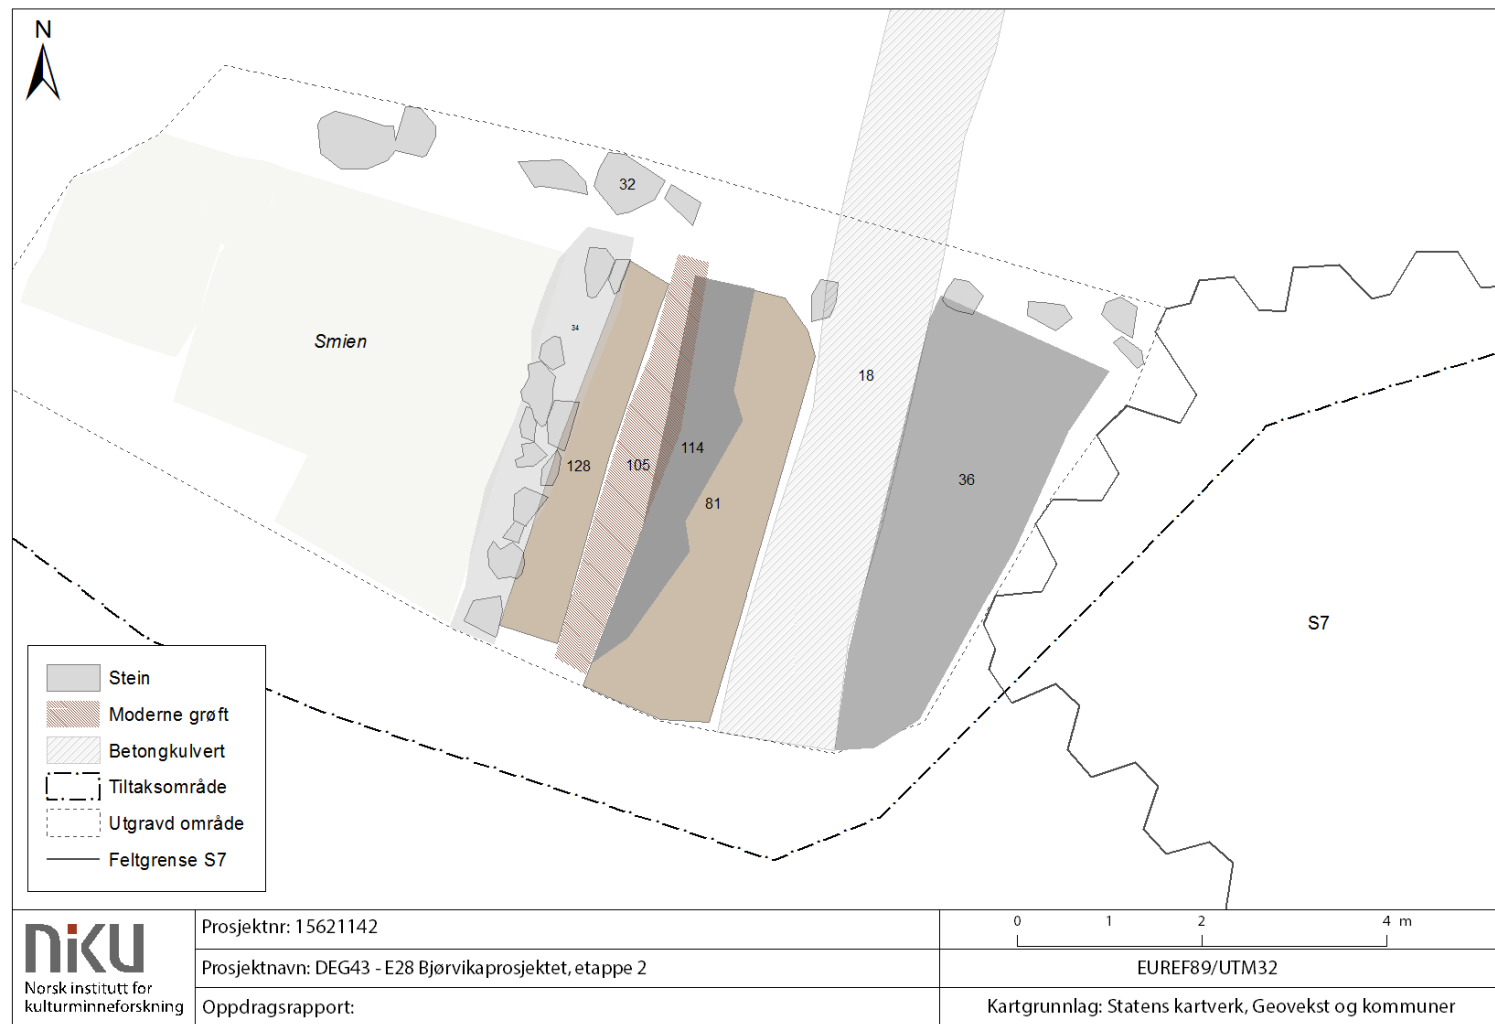 N
32
34
Smien
18
128
105
114
81
36
S7
Stein
Moderne grøft
Betongkulvert
Tiltaksområde
Utgravd område
Feltgrense S7
niku
Norsk institutt for
kulturminneforskning
Prosjektnr: 15621142
Prosjektnavn: DEG43 - E28 Bjørvikaprosjektet, etappe 2
Oppdragsrapport:
0 1 2 4 m
EUREF89/UTM32
Kartgrunnlag: Statens kartverk, Geovekst og kommuner